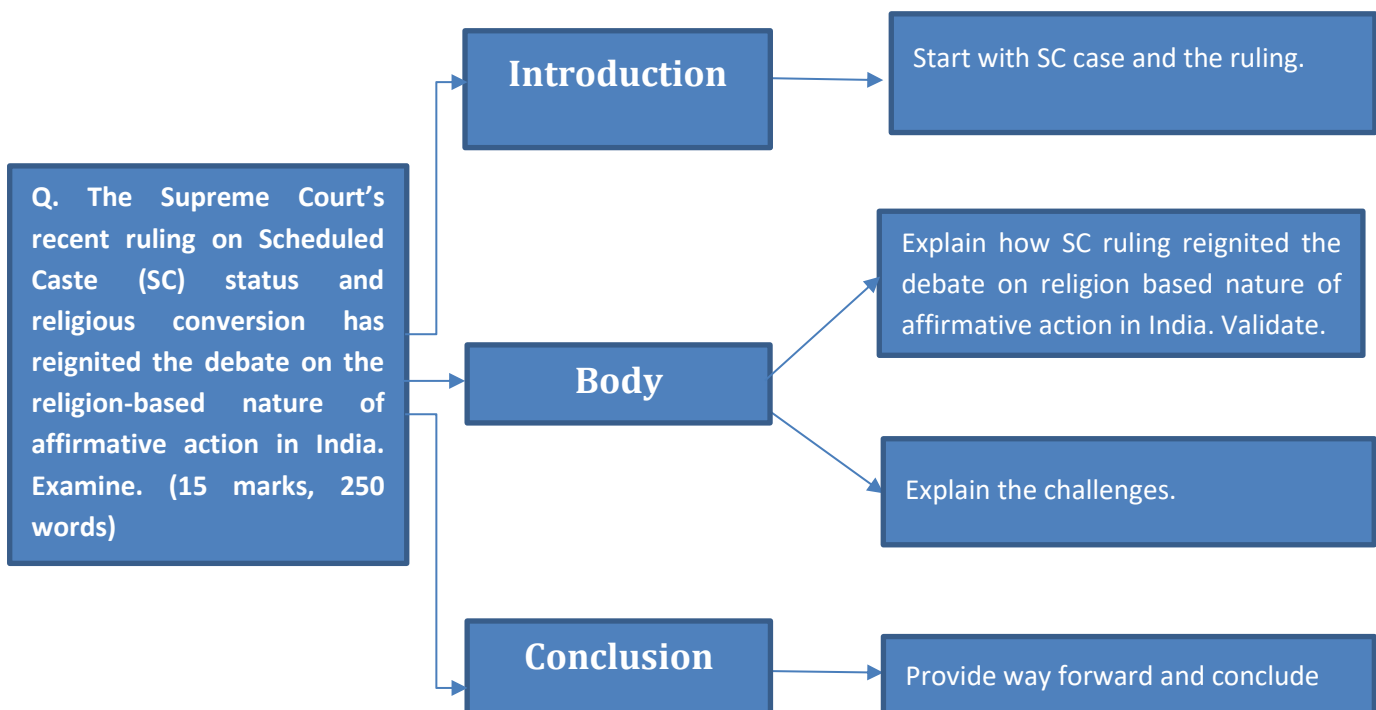 Q. The Supreme Court’s
recent ruling on Scheduled
Caste (SC) status and
religious conversion has
reignited the debate on the
religion-based nature of
affirmative action in India.
Examine. (15 marks, 250
words)
Introduction
Start with SC case and the ruling.
Body
Explain how SC ruling reignited the
debate on religion based nature of
affirmative action in India. Validate.
Explain the challenges.
Conclusion
Provide way forward and conclude